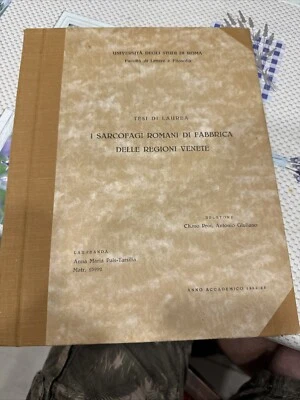 UNIVERSITÀ DEGLI STUDI DI ROMA
Facoltà di Lettere e Filosofia
TESI DI LAUREA
I SARCOFAGI ROMANI DI FABBRICA
DELLE REGIONI VENETE
RELATORE
Chiar.mo Prof. Antonio Giuliano
LAUREANDA
Anna Maria
Matr.
ANNO ACCADEMICO